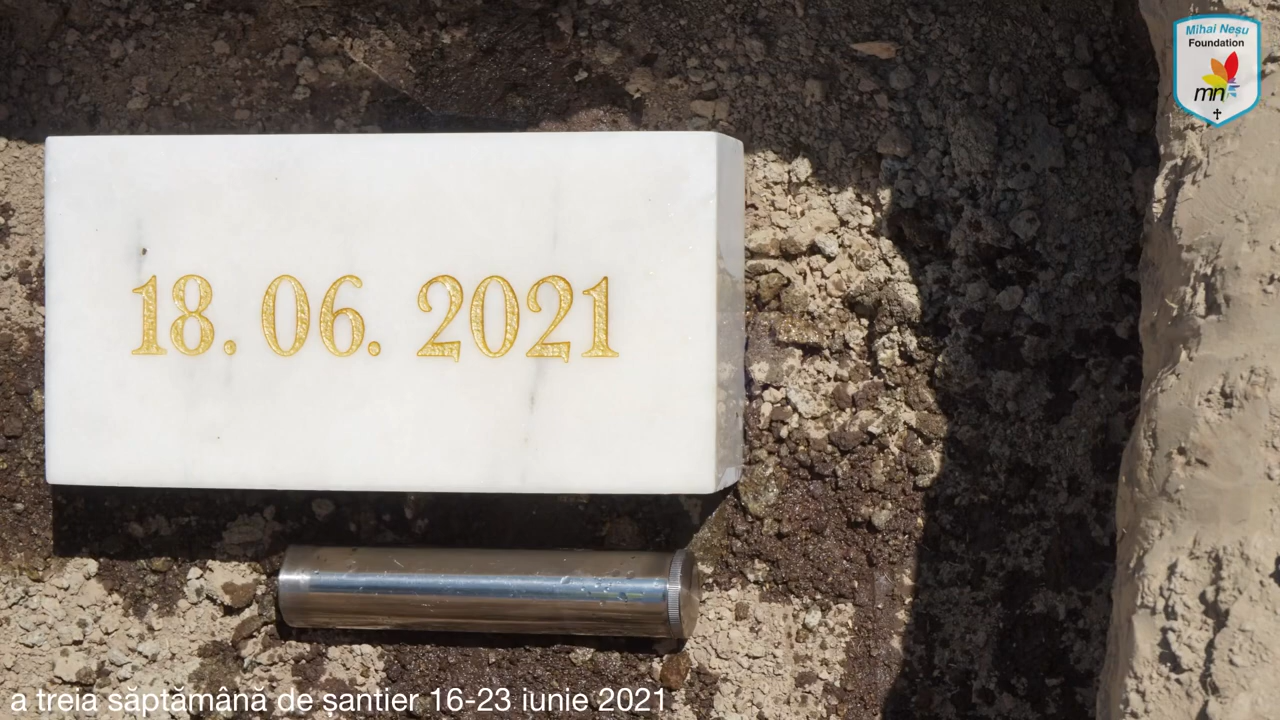 Mihai Neșu
Foundation
mn
18. 06. 2021
a treia săptămână de șantier 16-23 iunie 2021